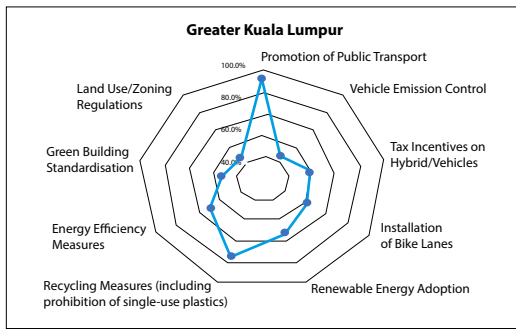 Greater Kuala Lumpur
100.0%
Promotion of Public Transport
80.0%
Land Use/Zoning
Regulations
Vehicle Emission Control
60.0%
Green Building
Standardisation
40.0%
Tax Incentives on
Hybrid/Vehicles
Energy Efficiency
Measures
Installation
of Bike Lanes
Recycling Measures (including
prohibition of single-use plastics)
Renewable Energy Adoption